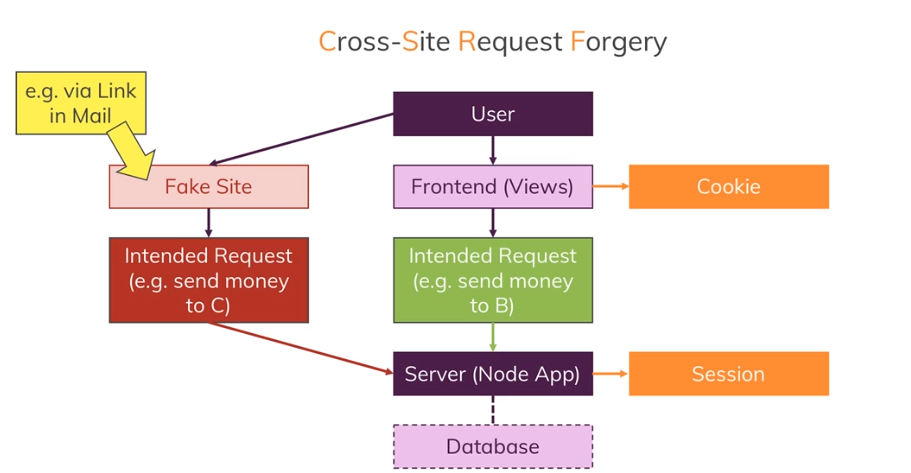 Cross-Site Request Forgery
e.g. via Link
in Mail
User
Fake Site
Frontend (Views)
Cookie
Intended Request
(e.g. send money
to C)
Intended Request
(e.g. send money
to B)
Server (Node App)
Session
Database